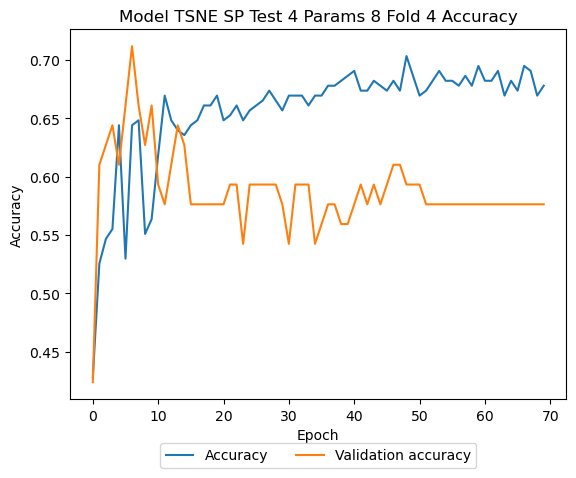 Model TSNE SP Test 4 Params 8 Fold 4 Accuracy
0.70
0.65
0.60
0.55
0.50
0.45
Accuracy
0 10 20 30 40 50 60 70
Epoch
Accuracy Validation accuracy